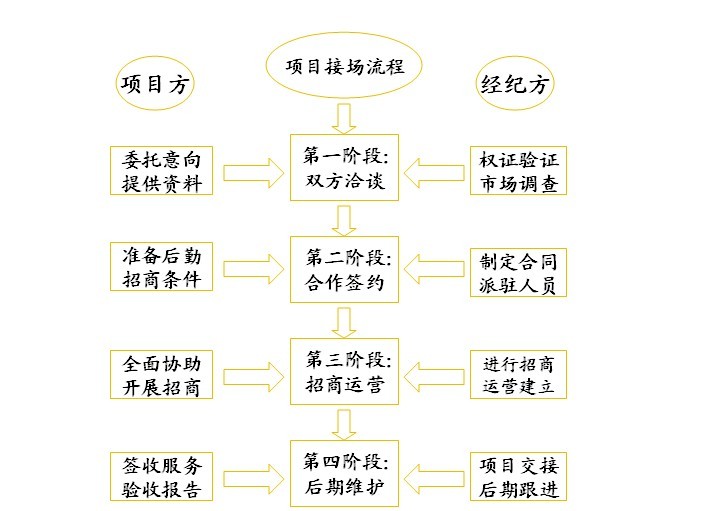 项目方
项目接场流程
经纪方
委托意向
提供资料
第一阶段:
双方洽谈
权证验证
市场调查
准备后勤
招商条件
第二阶段:
合作签约
制定合同
派驻人员
全面协助
开展招商
第三阶段:
招商运营
进行招商
运营建立
签收服务
验收报告
第四阶段:
后期维护
项目交接
后期跟进